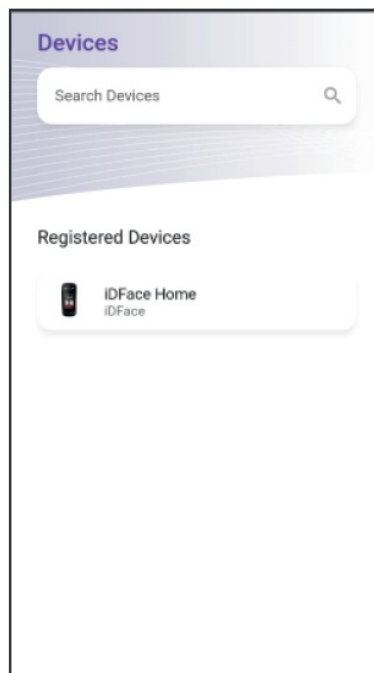 Devices
Search Devices
Registered Devices
iDFace Home
iDFace